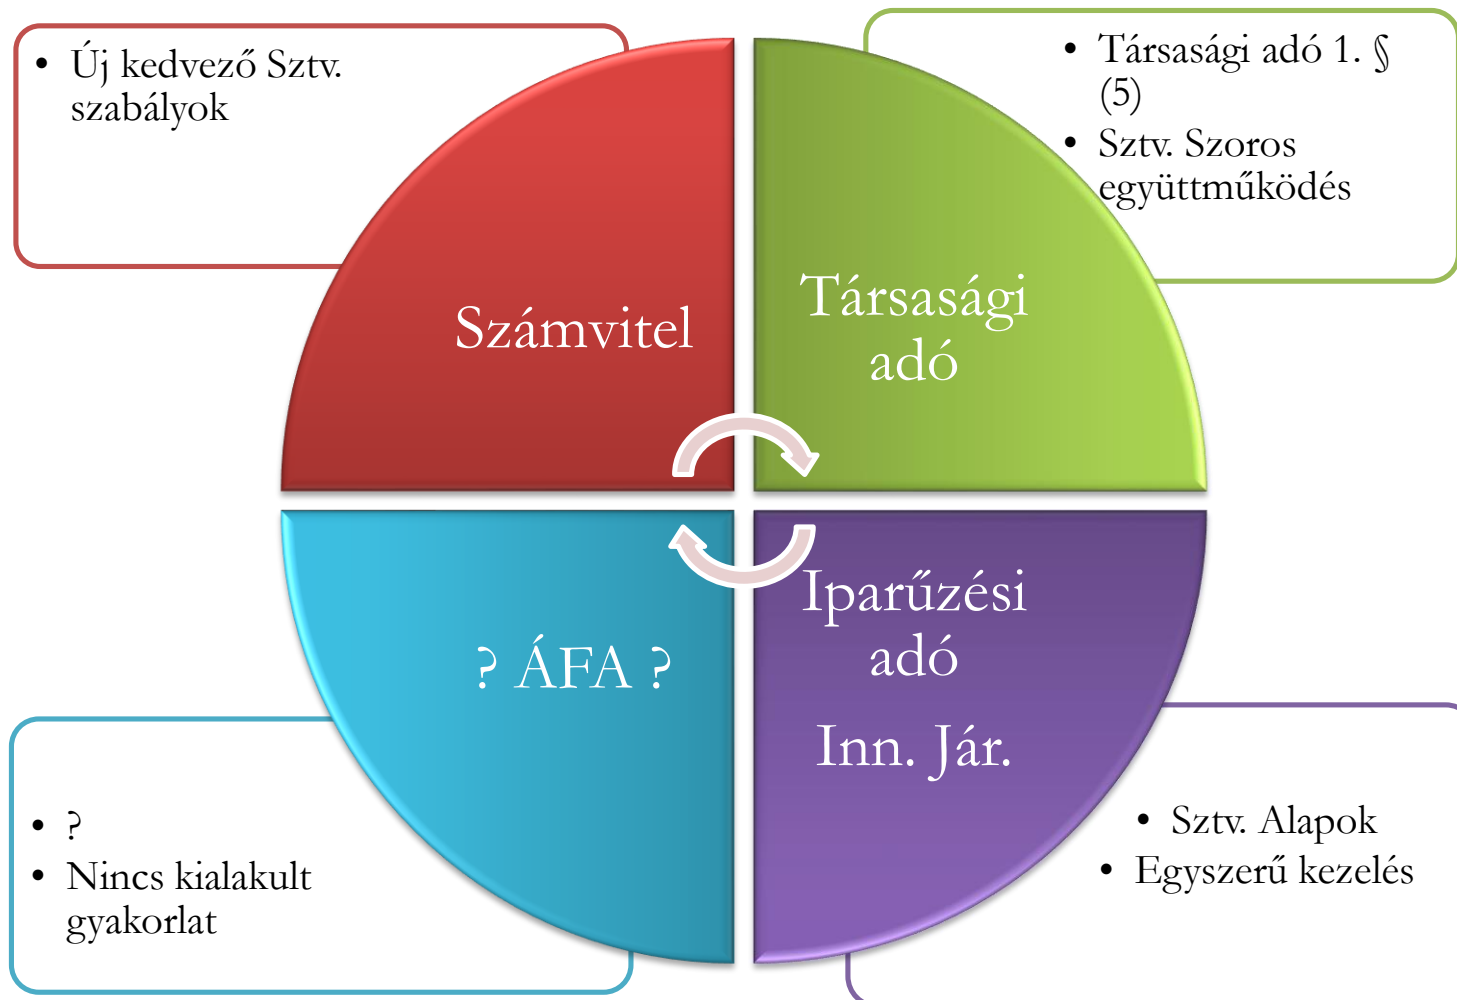 • Új kedvező Sztv.
szabályok
• Társasági adó 1. §
(5)
• Sztv. Szoros
együttműködés
Számvitel
Társasági
adó
? ÁFA ?
Iparűzési
adó
Inn. Jár.
• ?
• Nincs kialakult
gyakorlat
• Sztv. Alapok
• Egyszerű kezelés